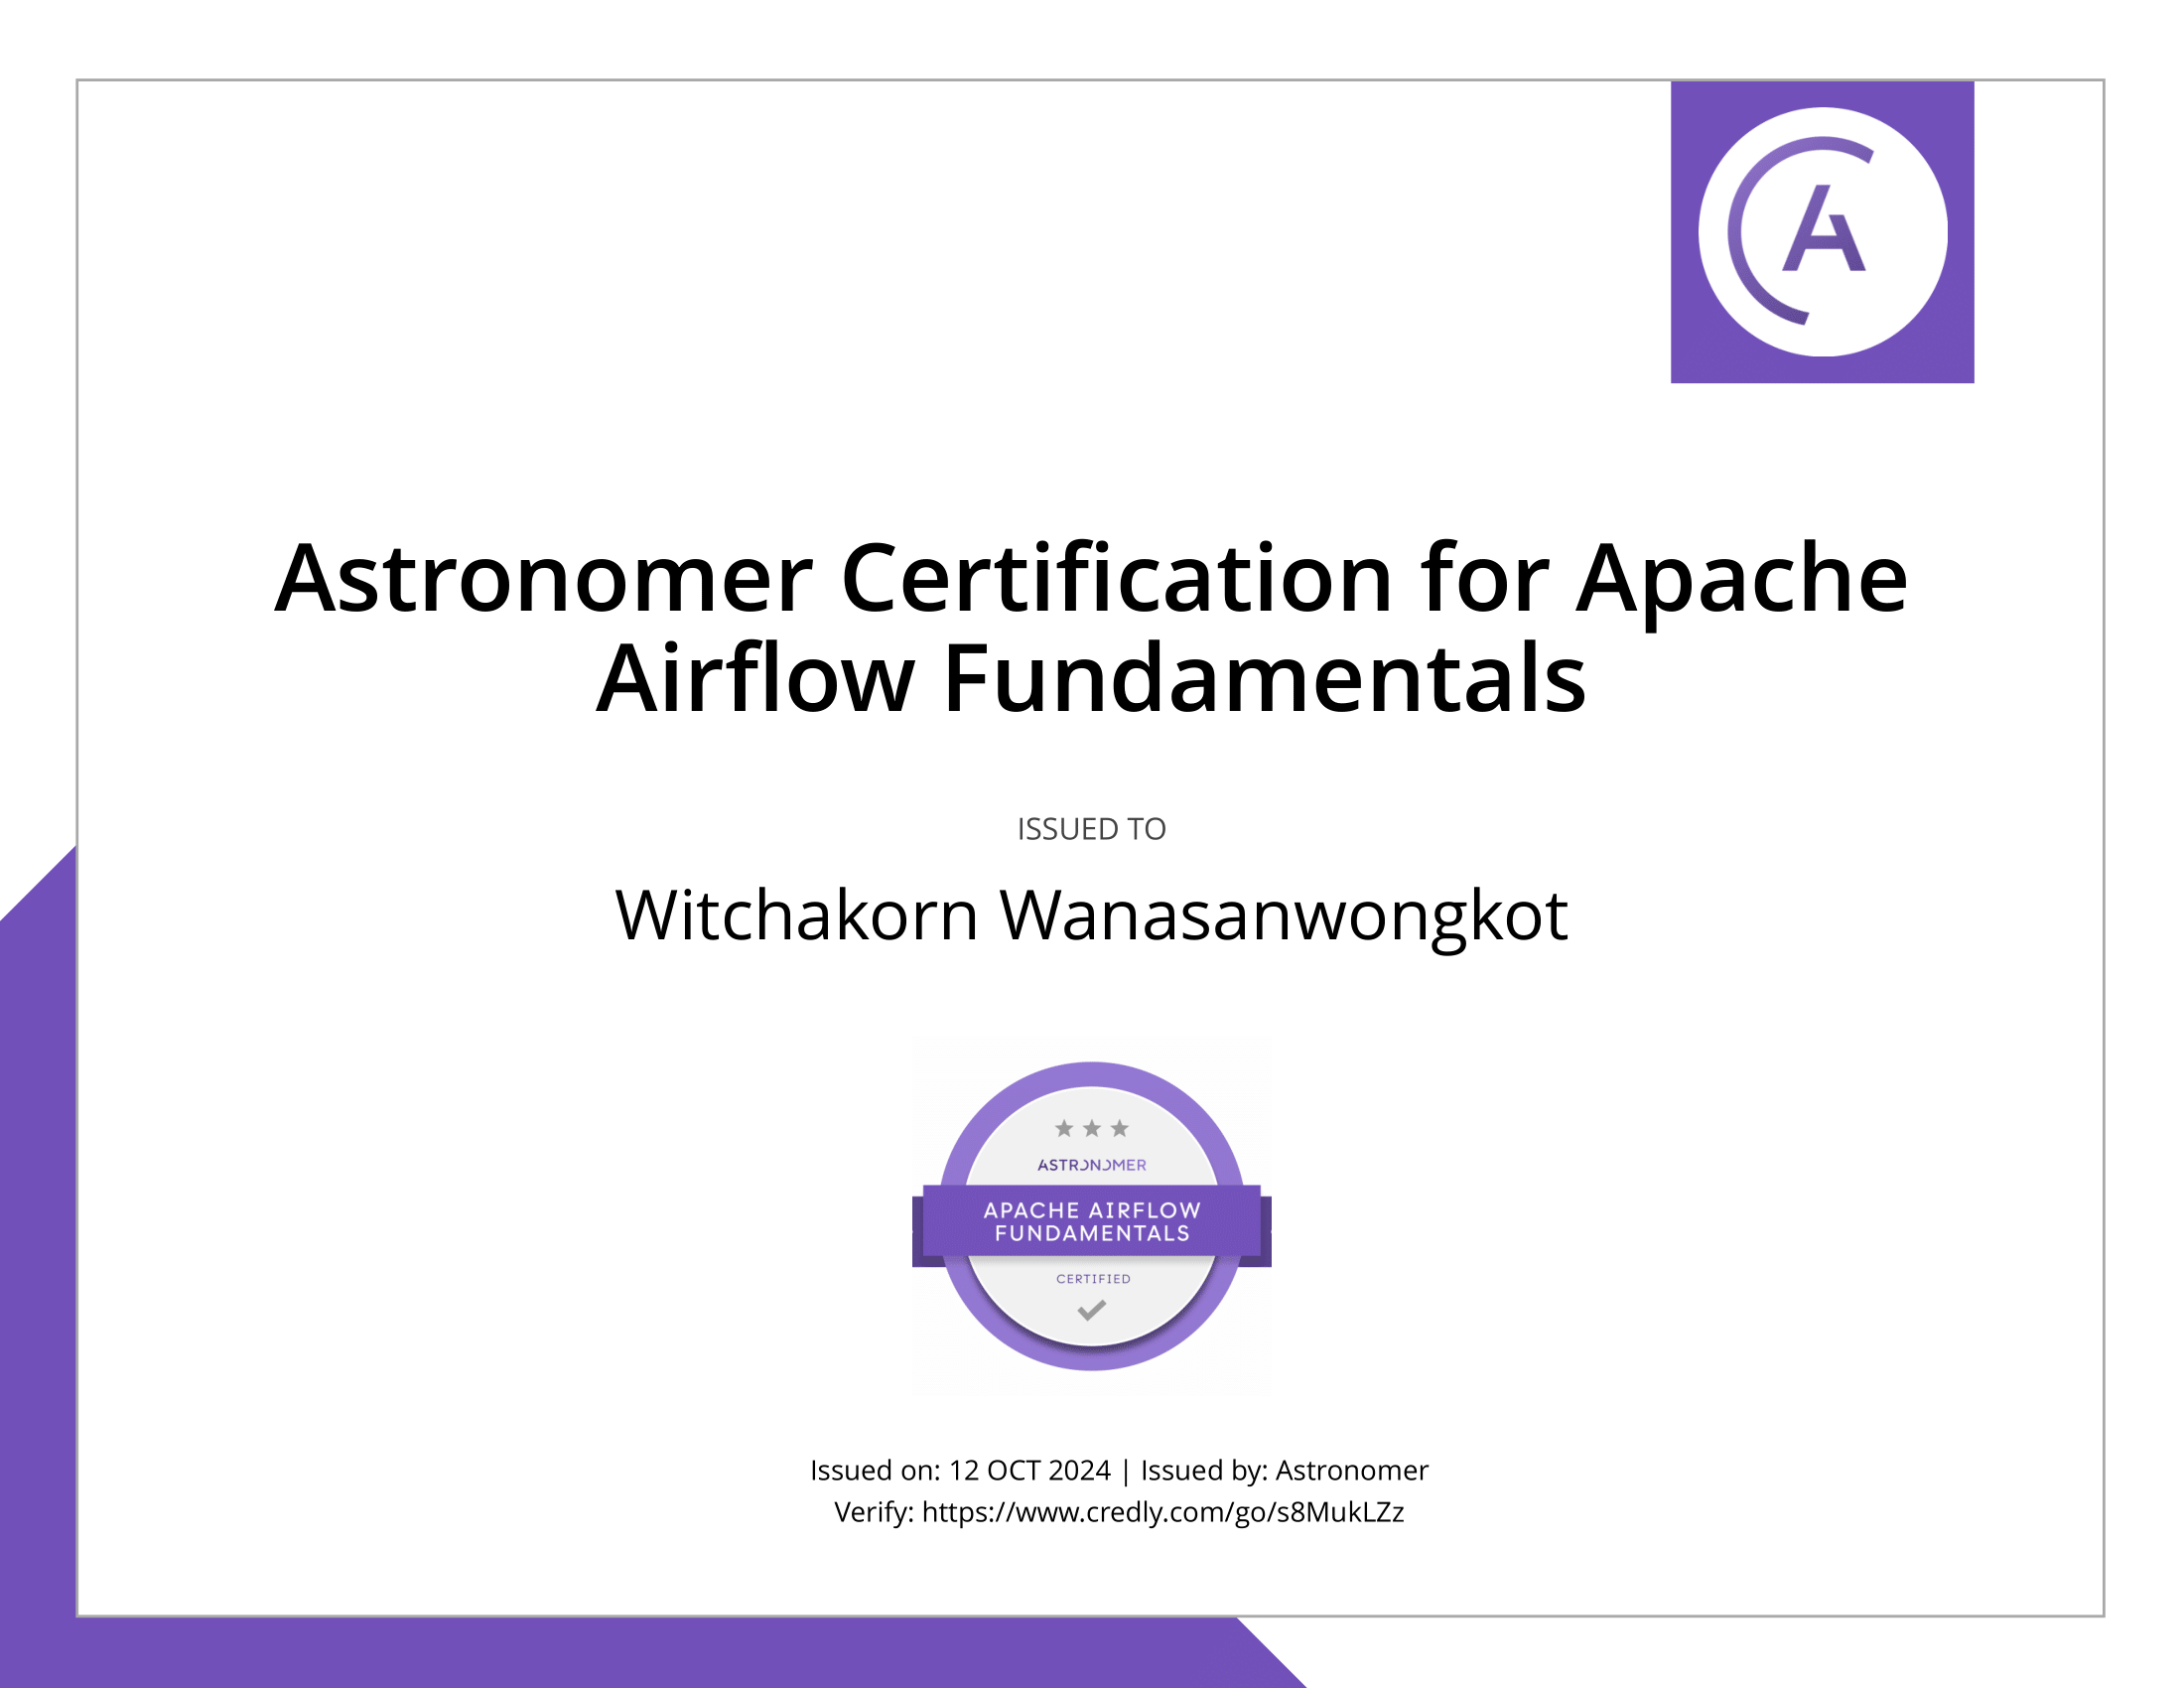 A
Astronomer Certification for Apache
Airflow Fundamentals
ISSUED TO
Witchakorn Wanasanwongkot
ASTRONOMER
APACHE AIRFLOW
FUNDAMENTALS
CERTIFIED
Issued on: 12 OCT 2024 | Issued by: Astronomer
Verify: https://www.credly.com/go/s8MukLZz